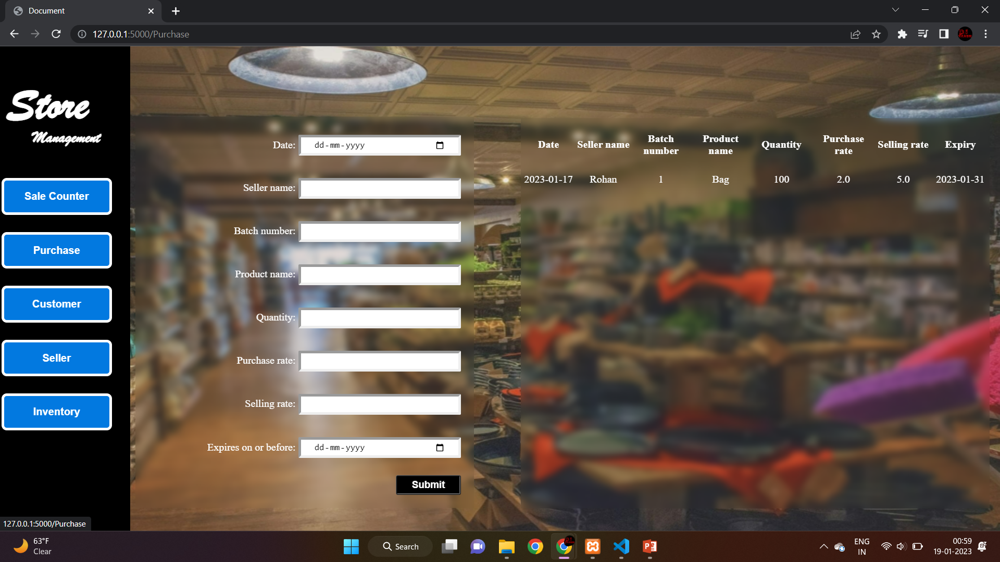 Document
127.0.0.1:5000/Purchase
Store
Management
Sale Counter
Purchase
Customer
Seller
Inventory
Date: dd-mm-yyyy
Seller name:
Batch number:
Product name:
Quantity:
Purchase rate:
Selling rate:
Expires on or before: dd-mm-yyyy
Submit
Date Seller name Batch number Product name Quantity Purchase rate Selling rate Expiry
2023-01-17 Rohan 1 Bag 100 2.0 5.0 2023-01-31
127.0.0.1:5000/Purchase
63°F
Clear
Search
ENG
IN
00:59
19-01-2023